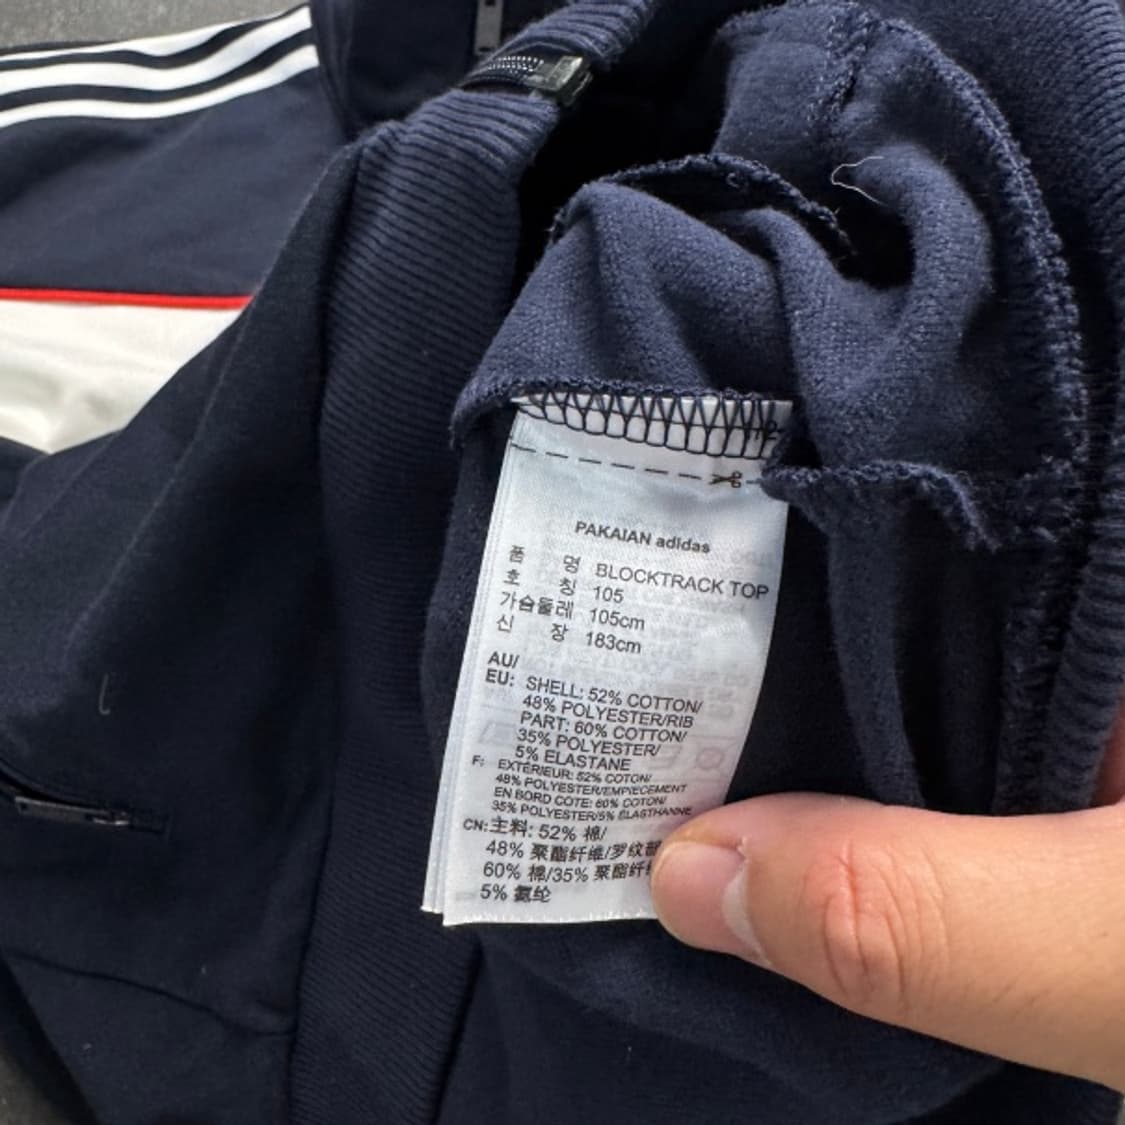 PAKAIAN adidas
품 명 BLOCKTRACK TOP
호 칭 105
가슴둘레 105cm
신 장 183cm
AU/
EU: SHELL: 52% COTTON/
48% POLYESTER/RIB
PART: 60% COTTON/
35% POLYESTER/
5% ELASTANE
F: EXTÉRIEUR: 52% COTON/
48% POLYESTER/EMPIECEMENT
EN BORD COTE: 60% COTON/
35% POLYESTER/5% ÉLASTHANNE
CN:主料: 52% 棉/
48% 聚酯纤维/罗纹部
60% 棉/35% 聚酯纤维
5% 氨纶